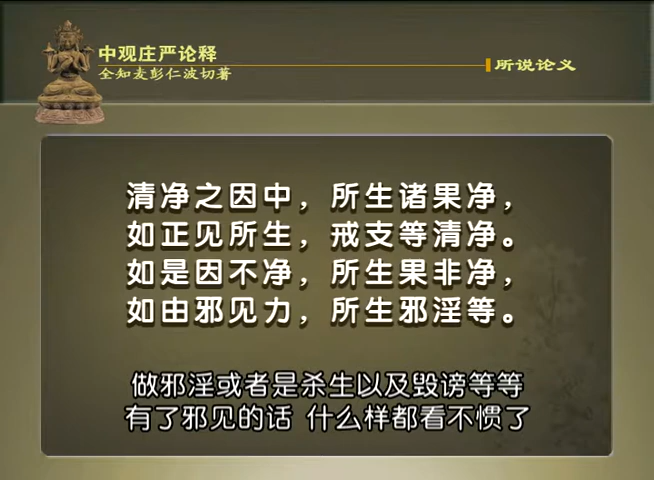 中观庄严论释
全知麦彭仁波切著
所说论义
清净之因中，所生诸果净，
如正见所生，戒支等清净。
如是因不净，所生果非净，
如由邪见力，所生邪淫等。
做邪淫或者是杀生以及毁谤等等
有了邪见的话 什么样都看不惯了